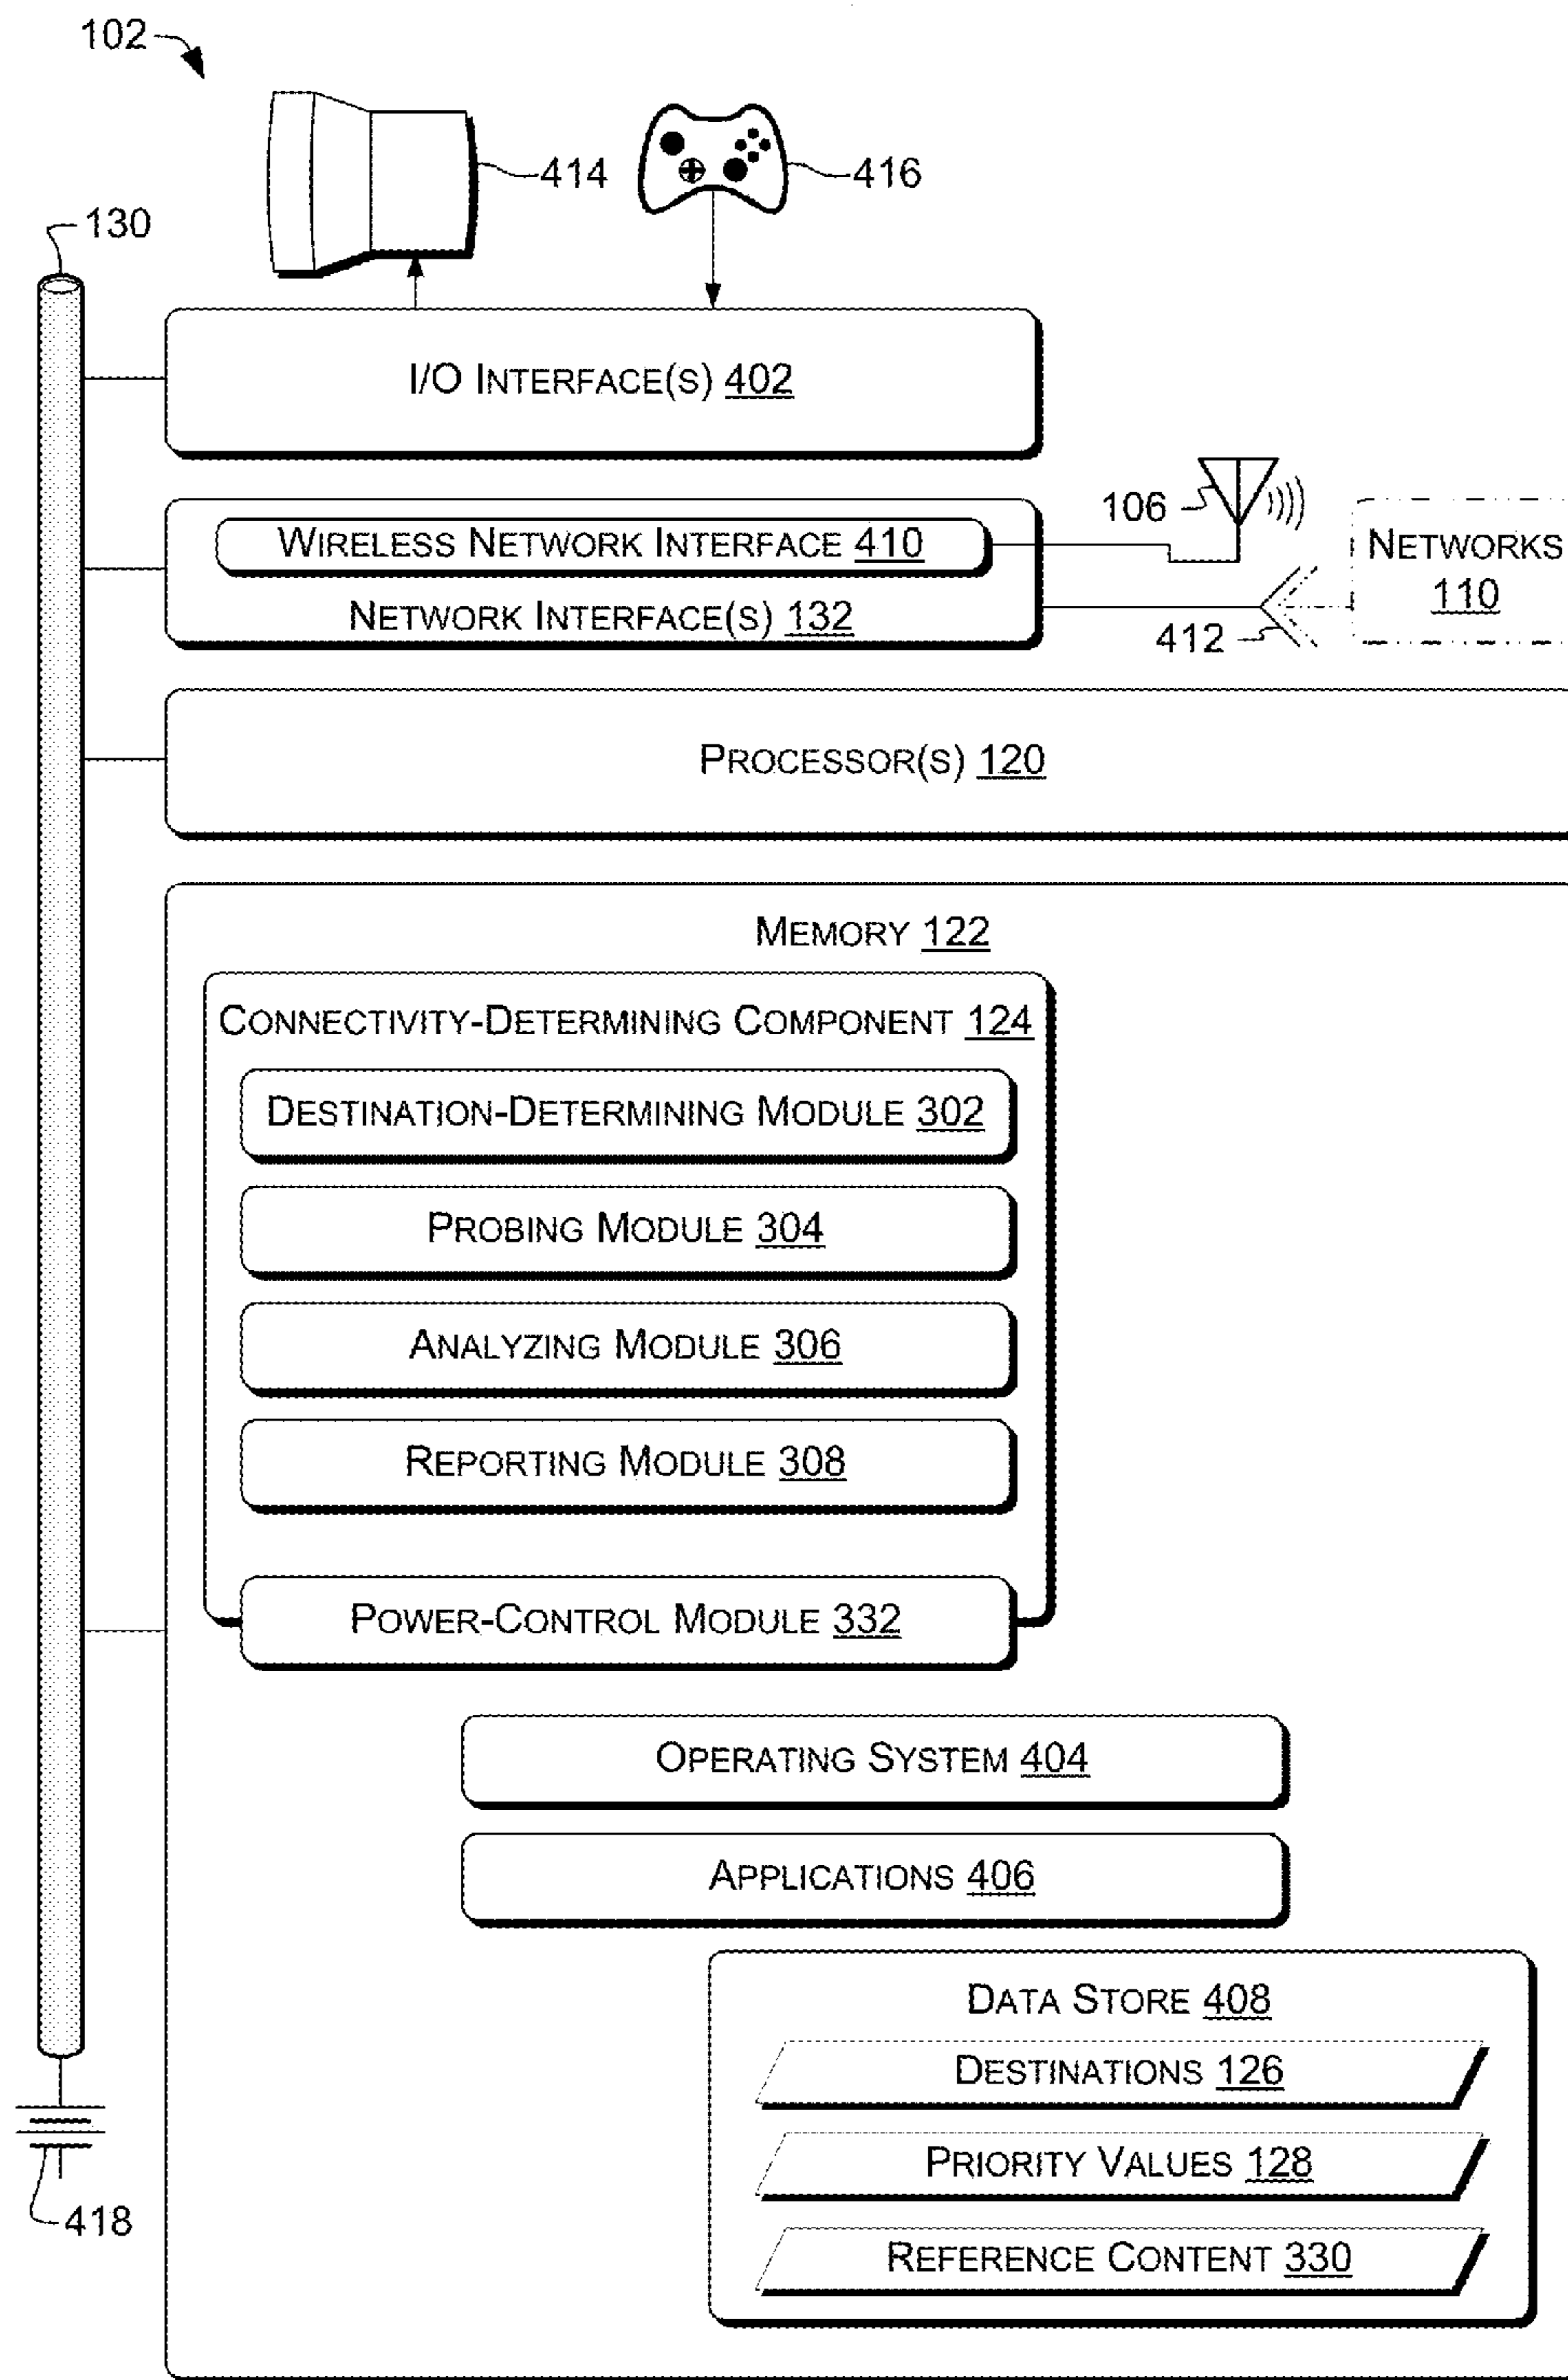 102
414
416
130
I/O INTERFACE(S) 402
106
WIRELESS NETWORK INTERFACE 410
NETWORKS
110
NETWORK INTERFACE(S) 132
412
PROCESSOR(S) 120
MEMORY 122
CONNECTIVITY-DETERMINING COMPONENT 124
DESTINATION-DETERMINING MODULE 302
PROBING MODULE 304
ANALYZING MODULE 306
REPORTING MODULE 308
POWER-CONTROL MODULE 332
OPERATING SYSTEM 404
APPLICATIONS 406
DATA STORE 408
DESTINATIONS 126
PRIORITY VALUES 128
418
REFERENCE CONTENT 330